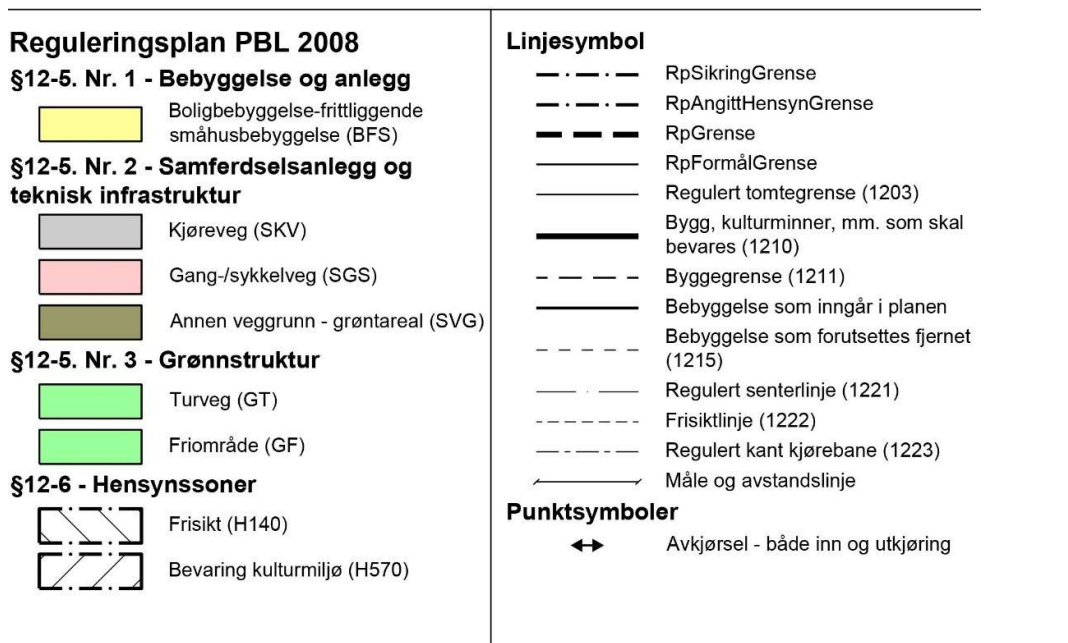 Reguleringsplan PBL 2008
§12-5. Nr. 1 - Bebyggelse og anlegg
Boligbebyggelse-frittliggende
småhusbebyggelse (BFS)
§12-5. Nr. 2 - Samferdselsanlegg og
teknisk infrastruktur
Kjøreveg (SKV)
Gang-/sykkelveg (SGS)
Annen veggrunn - grøntareal (SVG)
§12-5. Nr. 3 - Grønnstruktur
Turveg (GT)
Friområde (GF)
§12-6 - Hensynssoner
Frisikt (H140)
Bevaring kulturmiljø (H570)
Linjesymbol
RpSikringGrense
RpAngittHensynGrense
RpGrense
RpFormålGrense
Regulert tomtegrense (1203)
Bygg, kulturminner, mm. som skal
bevares (1210)
Byggegrense (1211)
Bebyggelse som inngår i planen
Bebyggelse som forutsettes fjernet
(1215)
Regulert senterlinje (1221)
Frisiktlinje (1222)
Regulert kant kjørebane (1223)
Måle og avstandslinje
Punktsymboler
Avkjørsel - både inn og utkjøring